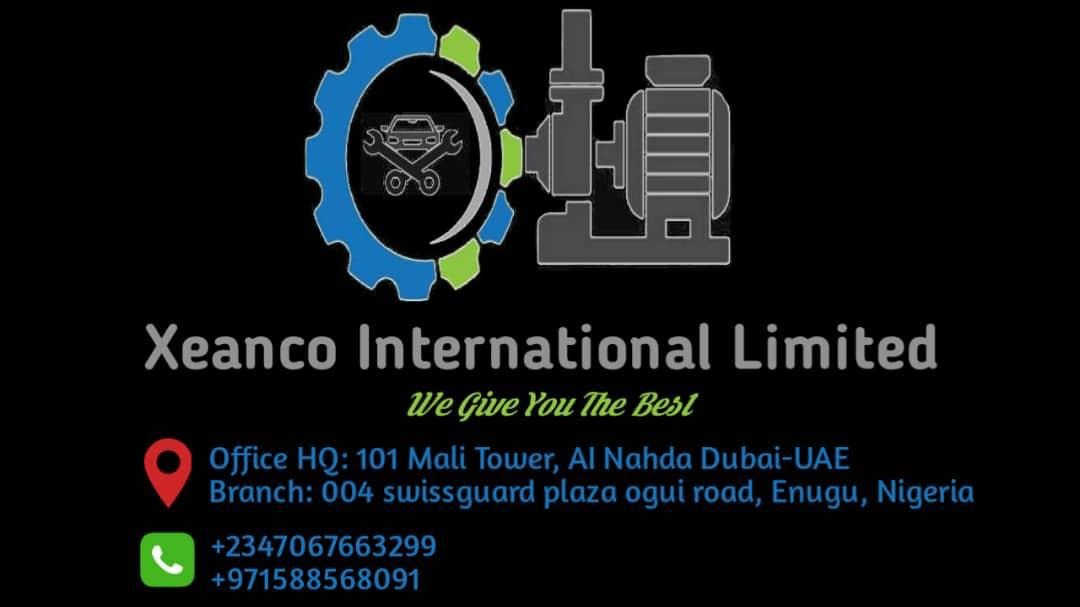 Xeanco International Limited
We Give You The Best
Office HQ: 101 Mali Tower, Al Nahda Dubai-UAE
Branch: 004 swissguard plaza ogui road, Enugu, Nigeria
+2347067663299
+971588568091